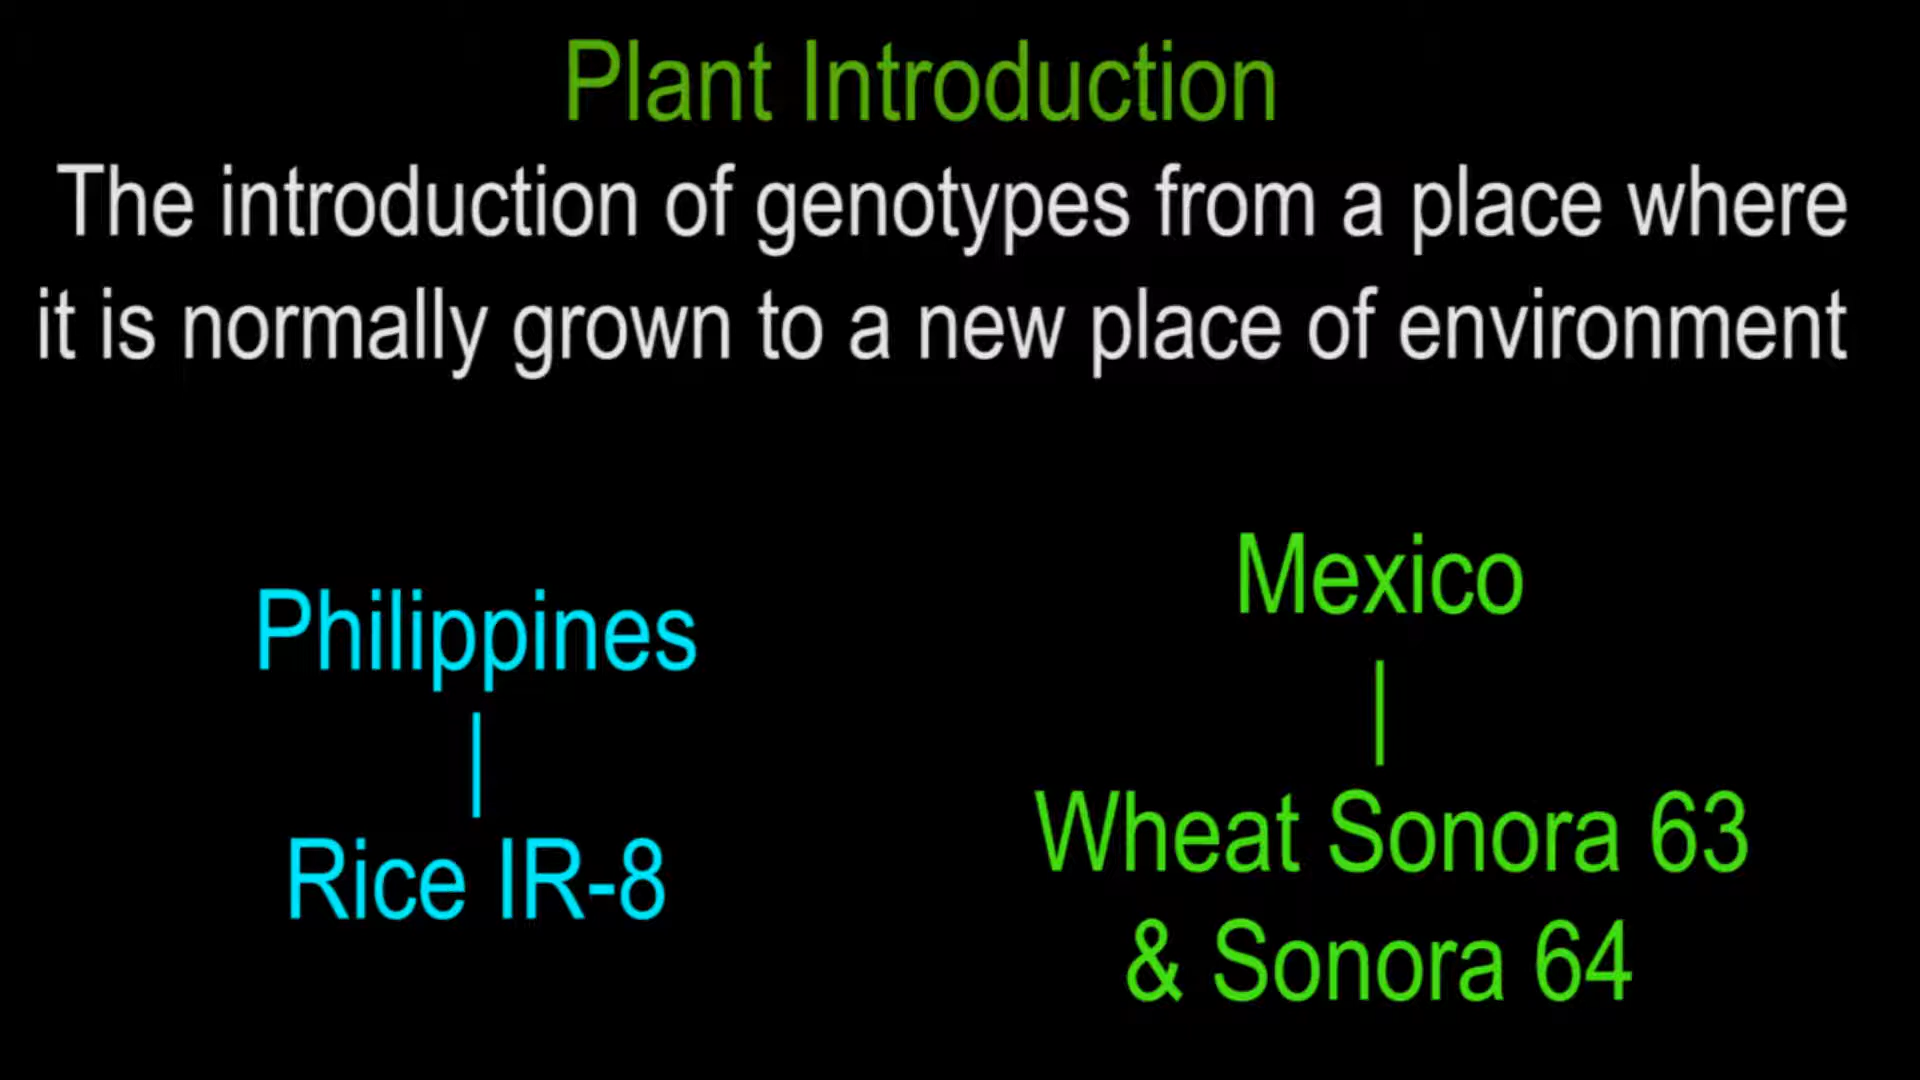 Plant Introduction
The introduction of genotypes from a place where
it is normally grown to a new place of environment
Philippines
Rice IR-8
Mexico
Wheat Sonora 63
& Sonora 64